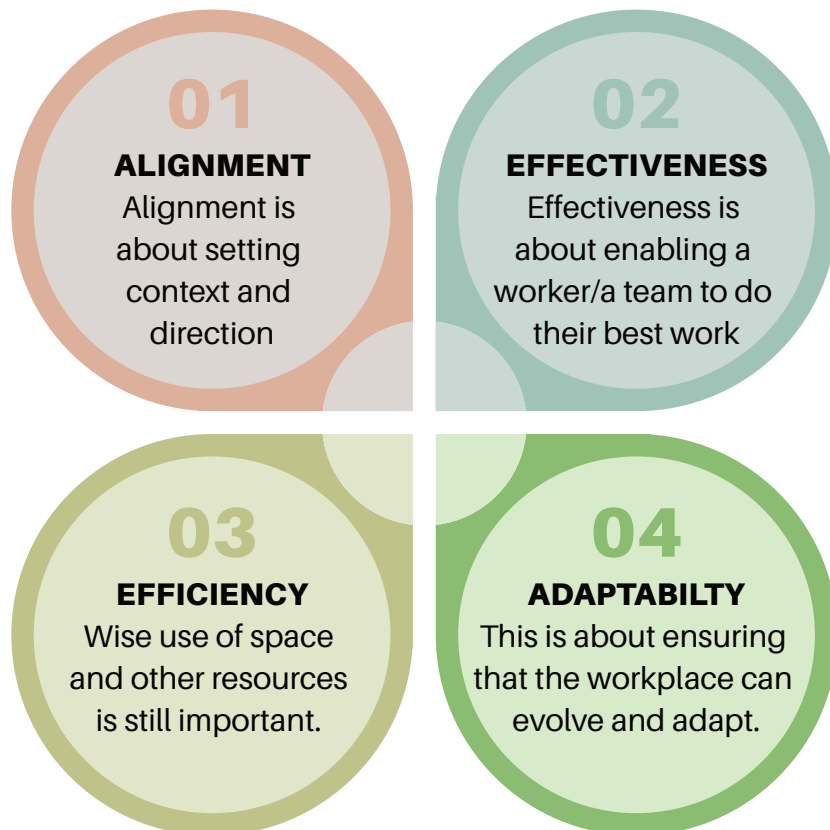 01
ALIGNMENT
Alignment is
about setting
context and
direction
02
EFFECTIVENESS
Effectiveness is
about enabling a
worker/a team to do
their best work
03
EFFICIENCY
Wise use of space
and other resources
is still important.
04
ADAPTABILTY
This is about ensuring
that the workplace can
evolve and adapt.